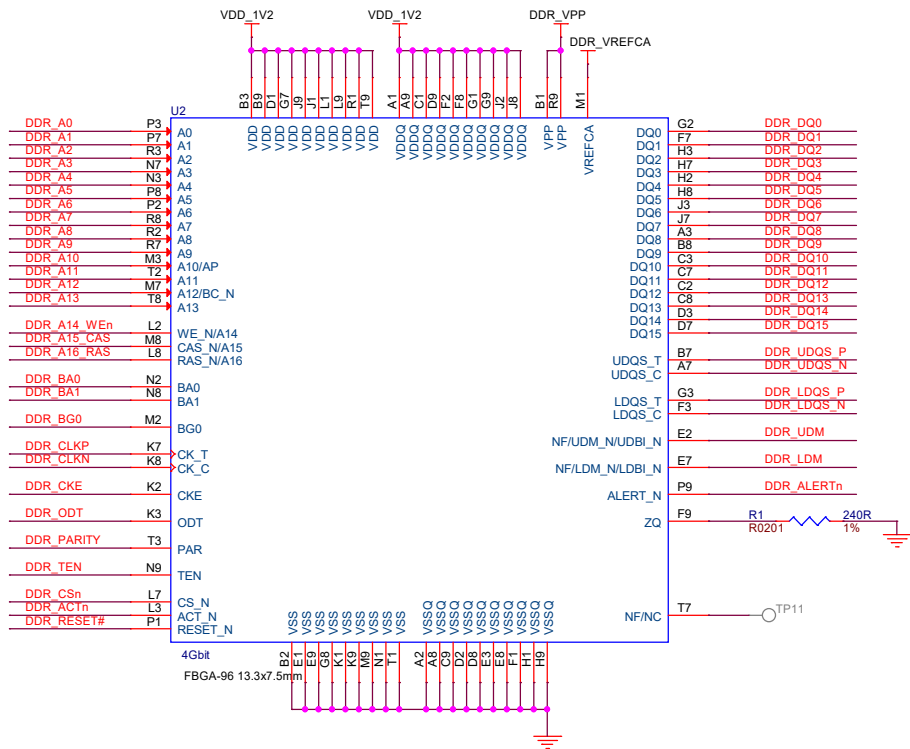 VDD_1V2 VDD_1V2 DDR_VPP
DDR_VREFCA
B3 B9 D1 G7 J9 J1 L1 L9 R1 T9 A1 A9 C1 D9 F2 F8 G1 G9 J2 J8 B1 R9 M1
U2
VDD VDD VDD VDD VDD VDD VDD VDD VDD VDD VDDQ VDDQ VDDQ VDDQ VDDQ VDDQ VDDQ VDDQ VDDQ VDDQ VPP VPP VREFCA
DDR_A0 P3 A0 DQ0 G2 DDR_DQ0
DDR_A1 P7 A1 DQ1 F7 DDR_DQ1
DDR_A2 R3 A2 DQ2 H3 DDR_DQ2
DDR_A3 N7 A3 DQ3 H7 DDR_DQ3
DDR_A4 N3 A4 DQ4 H2 DDR_DQ4
DDR_A5 P8 A5 DQ5 H8 DDR_DQ5
DDR_A6 P2 A6 DQ6 J3 DDR_DQ6
DDR_A7 R8 A7 DQ7 J7 DDR_DQ7
DDR_A8 R2 A8 DQ8 A3 DDR_DQ8
DDR_A9 R7 A9 DQ9 B8 DDR_DQ9
DDR_A10 M3 A10/AP DQ10 C3 DDR_DQ10
DDR_A11 T2 A11 DQ11 C7 DDR_DQ11
DDR_A12 M7 A12/BC_N DQ12 C2 DDR_DQ12
DDR_A13 T8 A13 DQ13 C8 DDR_DQ13
DQ14 D3 DDR_DQ14
DDR_A14_WEn L2 WE_N/A14 DQ15 D7 DDR_DQ15
DDR_A15_CAS M8 CAS_N/A15
DDR_A16_RAS L8 RAS_N/A16 UDQS_T B7 DDR_UDQS_P
UDQS_C A7 DDR_UDQS_N
DDR_BA0 N2 BA0
DDR_BA1 N8 BA1 LDQS_T G3 DDR_LDQS_P
LDQS_C F3 DDR_LDQS_N
DDR_BG0 M2 BG0
NF/UDM_N/UDBI_N E2 DDR_UDM
DDR_CLKP K7 CK_T
DDR_CLKN K8 CK_C NF/LDM_N/LDBI_N E7 DDR_LDM
DDR_CKE K2 CKE ALERT_N P9 DDR_ALERTn
DDR_ODT K3 ODT ZQ F9 R1 240R
R0201 1%
DDR_PARITY T3 PAR
DDR_TEN N9 TEN
DDR_CSn L7 CS_N
DDR_ACTn L3 ACT_N NF/NC T7 TP11
DDR_RESET# P1 RESET_N
VSS VSS VSS VSS VSS VSS VSS VSS VSS VSSQ VSSQ VSSQ VSSQ VSSQ VSSQ VSSQ VSSQ VSSQ VSSQ
4Gbit
B2 E1 E9 G8 K1 K9 M9 N1 T1 A2 A8 C9 D2 D8 E3 E8 F1 H1 H9
FBGA-96 13.3x7.5mm